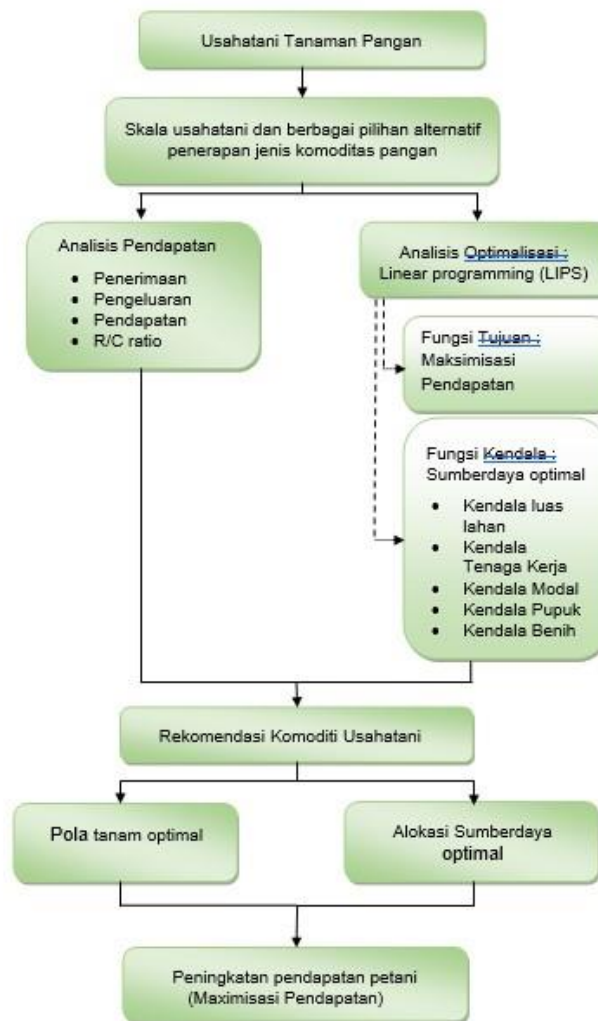 Usahatani Tanaman Pangan
Skala usahatani dan berbagai pilihan alternatif
penerapan jenis komoditas pangan
Analisis Pendapatan
• Penerimaan
• Pengeluaran
• Pendapatan
• R/C ratio
Analisis Optimalisasi :
Linear programming (LIPS)
Fungsi Tujuan :
Maksimisasi
Pendapatan
Fungsi Kendala :
Sumberdaya optimal
• Kendala luas
lahan
• Kendala
Tenaga Kerja
• Kendala Modal
• Kendala Pupuk
• Kendala Benih
Rekomendasi Komoditi Usahatani
Pola tanam optimal
Alokasi Sumberdaya
optimal
Peningkatan pendapatan petani
(Maximisasi Pendapatan)